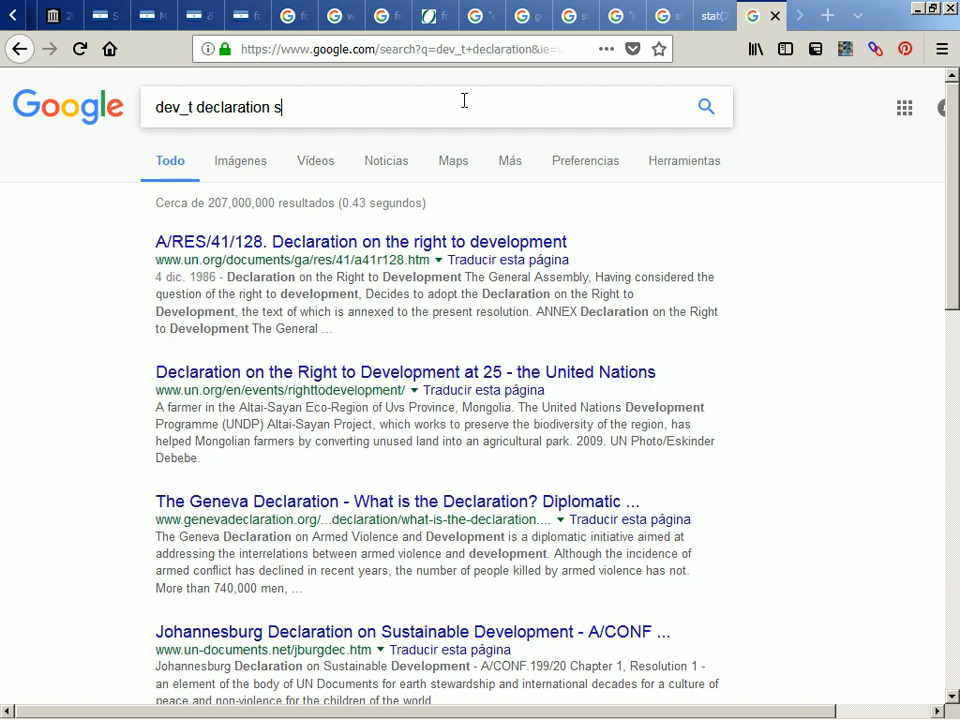 20
S
M
fo
fo
w
fo
fo
"c
g
st
"i
sl
stat(2
https://www.google.com/search?q=dev_t+declaration&ie=u
Google
dev_t declaration s
Todo
Imágenes
Vídeos
Noticias
Maps
Más
Preferencias
Herramientas
Cerca de 207,000,000 resultados (0.43 segundos)
A/RES/41/128. Declaration on the right to development
www.un.org/documents/ga/res/41/a41r128.htm ▼ Traducir esta página
4 dic. 1986 - Declaration on the Right to Development The General Assembly, Having considered the
question of the right to development, Decides to adopt the Declaration on the Right to
Development, the text of which is annexed to the present resolution. ANNEX Declaration on the Right
to Development The General ...
Declaration on the Right to Development at 25 - the United Nations
www.un.org/en/events/righttodevelopment/ ▼ Traducir esta página
A farmer in the Altai-Sayan Eco-Region of Uvs Province, Mongolia. The United Nations Development
Programme (UNDP) Altai-Sayan Project, which works to preserve the biodiversity of the region, has
helped Mongolian farmers by converting unused land into an agricultural park. 2009. UN Photo/Eskinder
Debebe.
The Geneva Declaration - What is the Declaration? Diplomatic ...
www.genevadeclaration.org/...declaration/what-is-the-declaration.... ▼ Traducir esta página
The Geneva Declaration on Armed Violence and Development is a diplomatic initiative aimed at
addressing the interrelations between armed violence and development. Although the incidence of
armed conflict has declined in recent years, the number of people killed by armed violence has not.
More than 740,000 men, ...
Johannesburg Declaration on Sustainable Development - A/CONF ...
www.un-documents.net/jburgdec.htm ▼ Traducir esta página
Johannesburg Declaration on Sustainable Development - A/CONF.199/20 Chapter 1, Resolution 1 -
an element of the body of UN Documents for earth stewardship and international decades for a culture of
peace and non-violence for the children of the world.